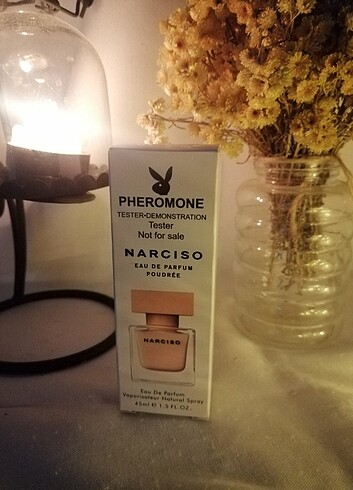 PHEROMONE
TESTER-DEMONSTRATION
Tester
Not for sale
NARCISO
EAU DE PARFUM
POUDRÉE
NARCISO
Eau De Parfum
Vaporisateur Natural Spray
45ml e 1.5 FL.OZ.